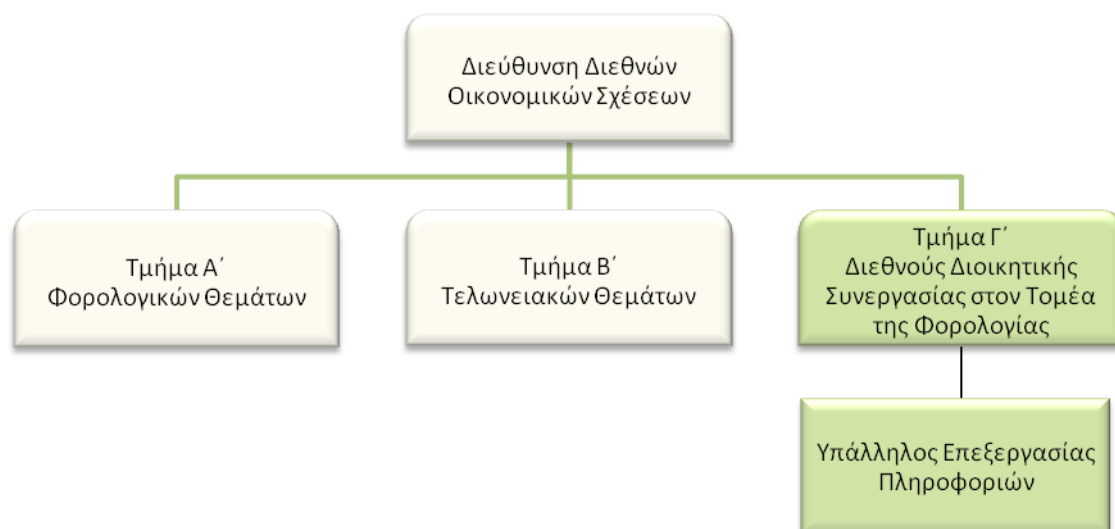 Διεύθυνση Διεθνών
Οικονομικών Σχέσεων
Τμήμα Α΄
Φορολογικών Θεμάτων
Τμήμα Β΄
Τελωνειακών Θεμάτων
Τμήμα Γ΄
Διεθνούς Διοικητικής
Συνεργασίας στον Τομέα
της Φορολογίας
Υπάλληλος Επεξεργασίας
Πληροφοριών